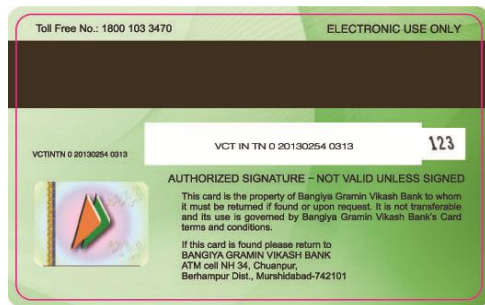 Toll Free No.: 1800 103 3470
ELECTRONIC USE ONLY
VCTINTN 0 20130254 0313
VCT IN TN 0 20130254 0313
123
AUTHORIZED SIGNATURE – NOT VALID UNLESS SIGNED
This card is the property of Bangiya Gramin Vikash Bank to whom
it must be returned if found or upon request. It is not transferable
and its use is governed by Bangiya Gramin Vikash Bank's Card
terms and conditions.
If this card is found please return to
BANGIYA GRAMIN VIKASH BANK
ATM cell NH 34, Chuanpur,
Berhampur Dist., Murshidabad-742101